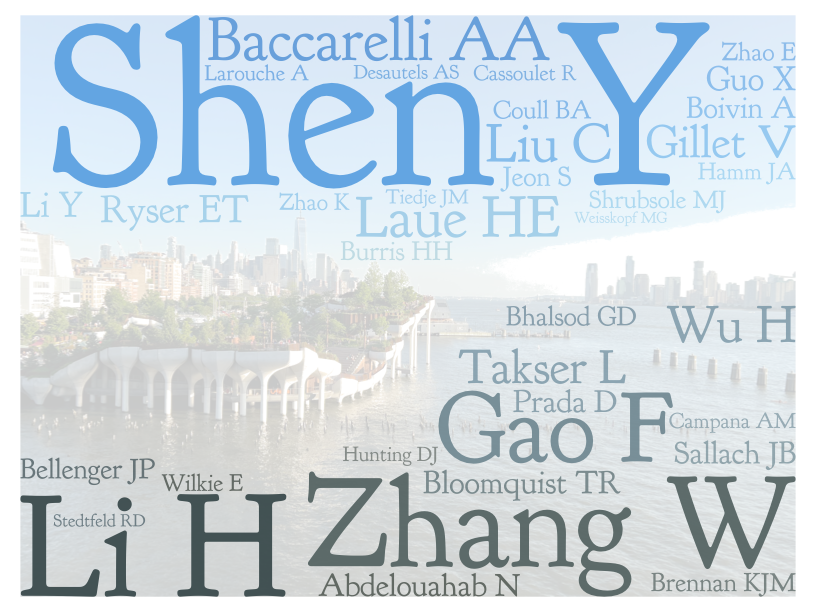 Shen Y
Baccarelli AA
Larouche A
Desautels AS
Cassoulet R
Zhao E
Guo X
Coull BA
Boivin A
Liu C
Gillet V
Jeon S
Hamm JA
Li Y
Ryser ET
Zhao K
Tiedje JM
Laue HE
Shrubsole MJ
Weisskopf MG
Burris HH
Bhalsod GD
Wu H
Takser L
Prada D
Gao F
Campana AM
Hunting DJ
Sallach JB
Bellenger JP
Wilkie E
Bloomquist TR
Li H
Stedtfeld RD
Zhang W
Abdelouahab N
Brennan KJM